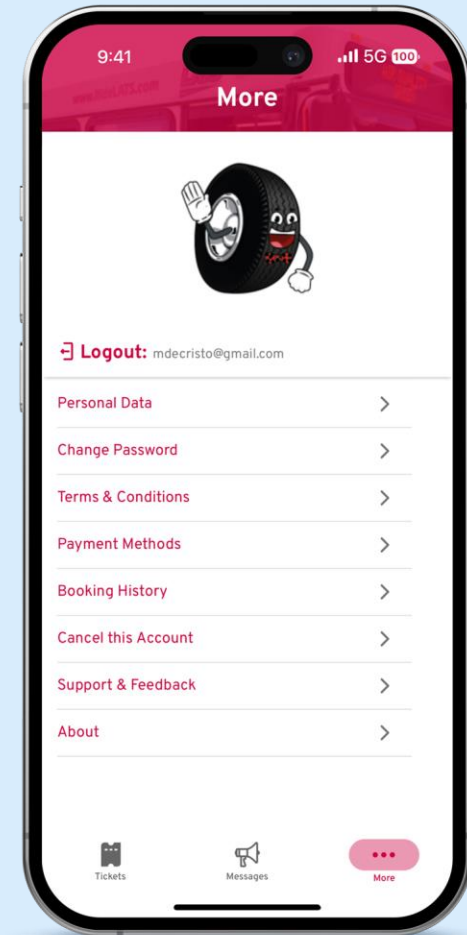 9:41
5G 100
More
Logout: mdecristo@gmail.com
Personal Data
Change Password
Terms & Conditions
Payment Methods
Booking History
Cancel this Account
Support & Feedback
About
Tickets
Messages
More